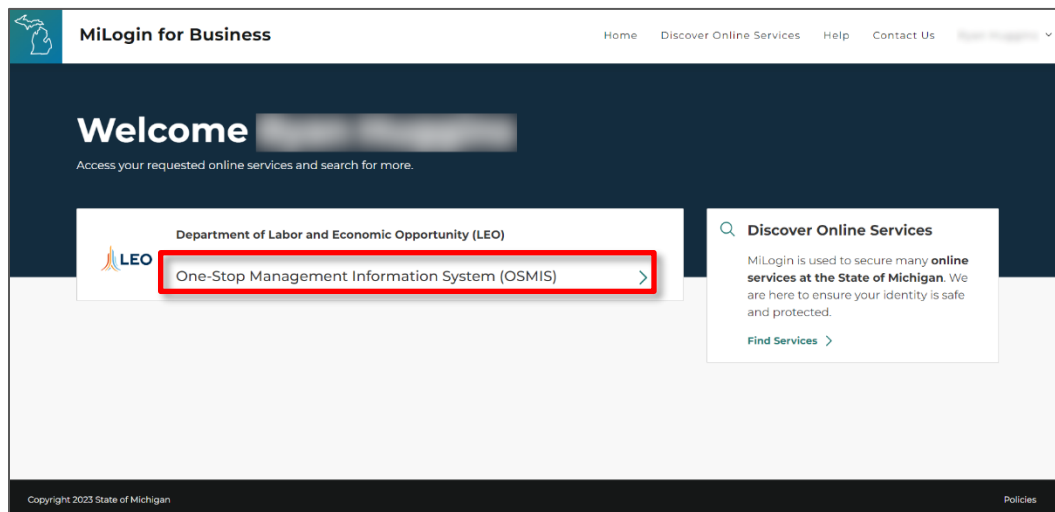 MiLogin for Business
Home Discover Online Services Help Contact Us
Welcome
Access your requested online services and search for more.
Department of Labor and Economic Opportunity (LEO)
LEO
One-Stop Management Information System (OSMIS)
Discover Online Services
MiLogin is used to secure many online
services at the State of Michigan. We
are here to ensure your identity is safe
and protected.
Find Services
Copyright 2023 State of Michigan
Policies